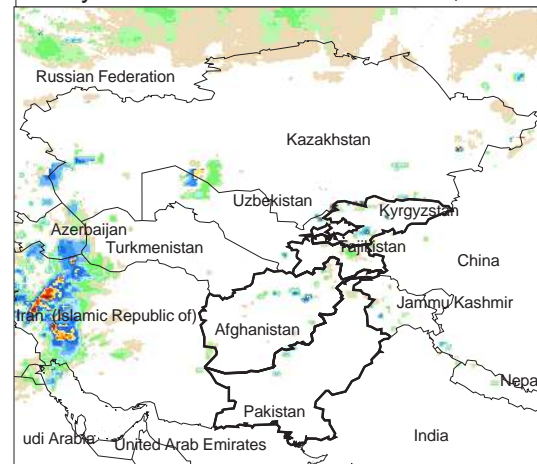 Russian Federation
Kazakhstan
Uzbekistan
Kyrgyzstan
Azerbaijan
Turkmenistan
Tajikistan
China
Jammu/Kashmir
Iran (Islamic Republic of)
Afghanistan
Nepa
Pakistan
udi Arabia
United Arab Emirates
India